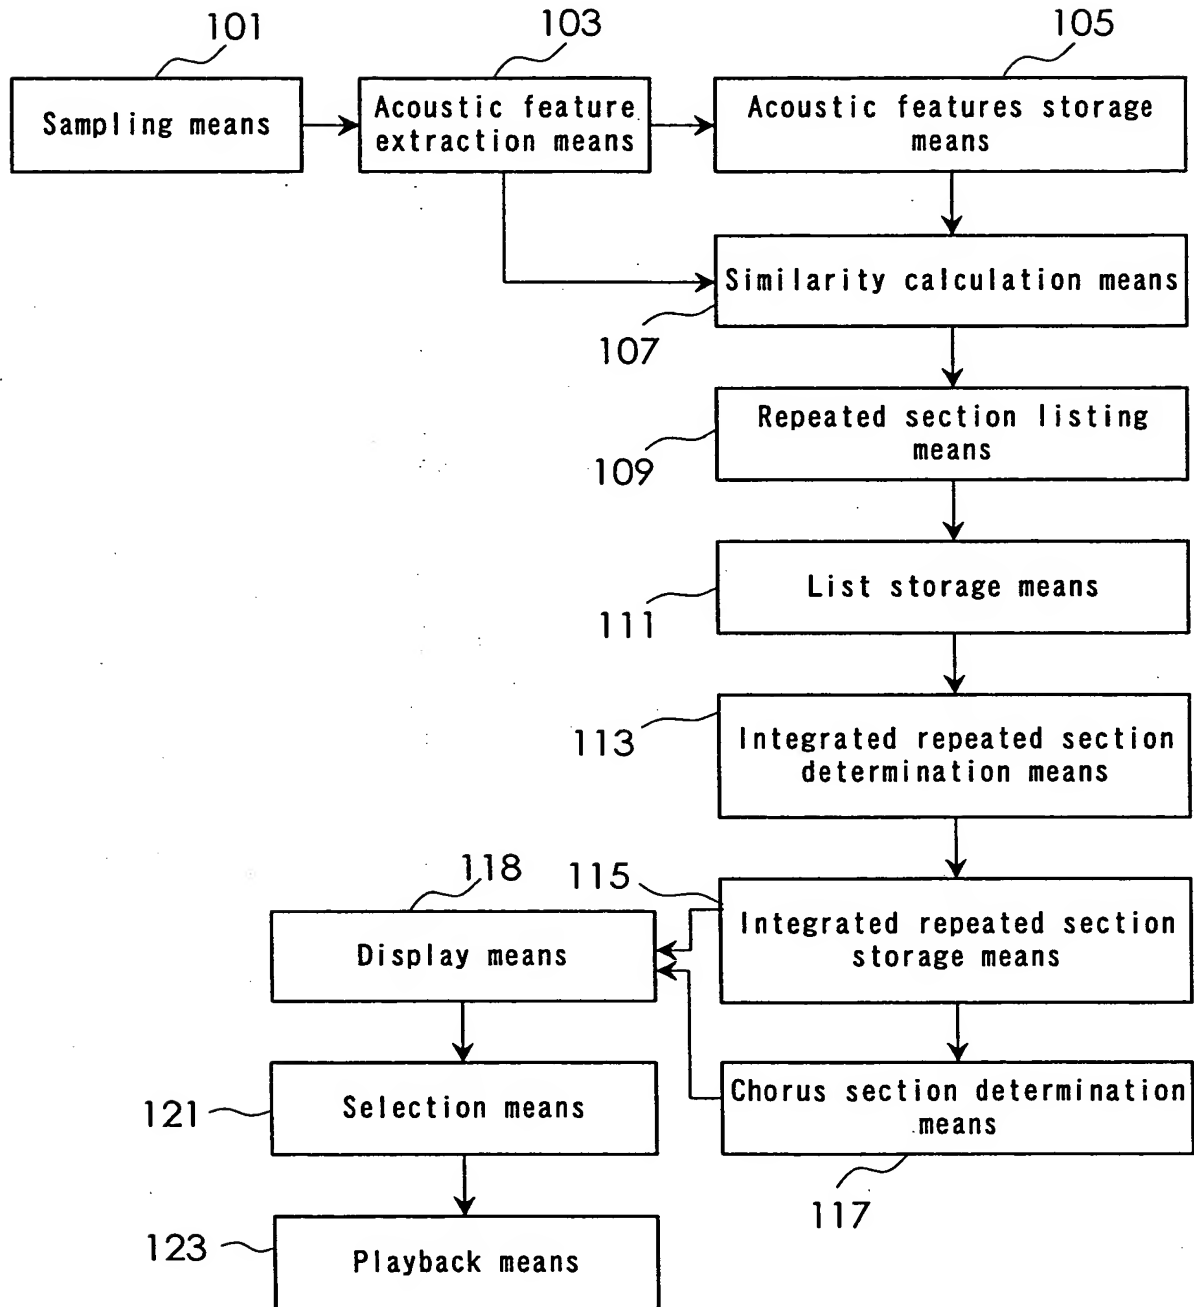 101
103
105
Sampling means
Acoustic feature
extraction means
Acoustic features storage
means
Similarity calculation means
107
Repeated section listing
means
109
List storage means
111
113
Integrated repeated section
determination means
118
115
Display means
Integrated repeated section
storage means
121
Selection means
Chorus section determination
means
117
123
Playback means